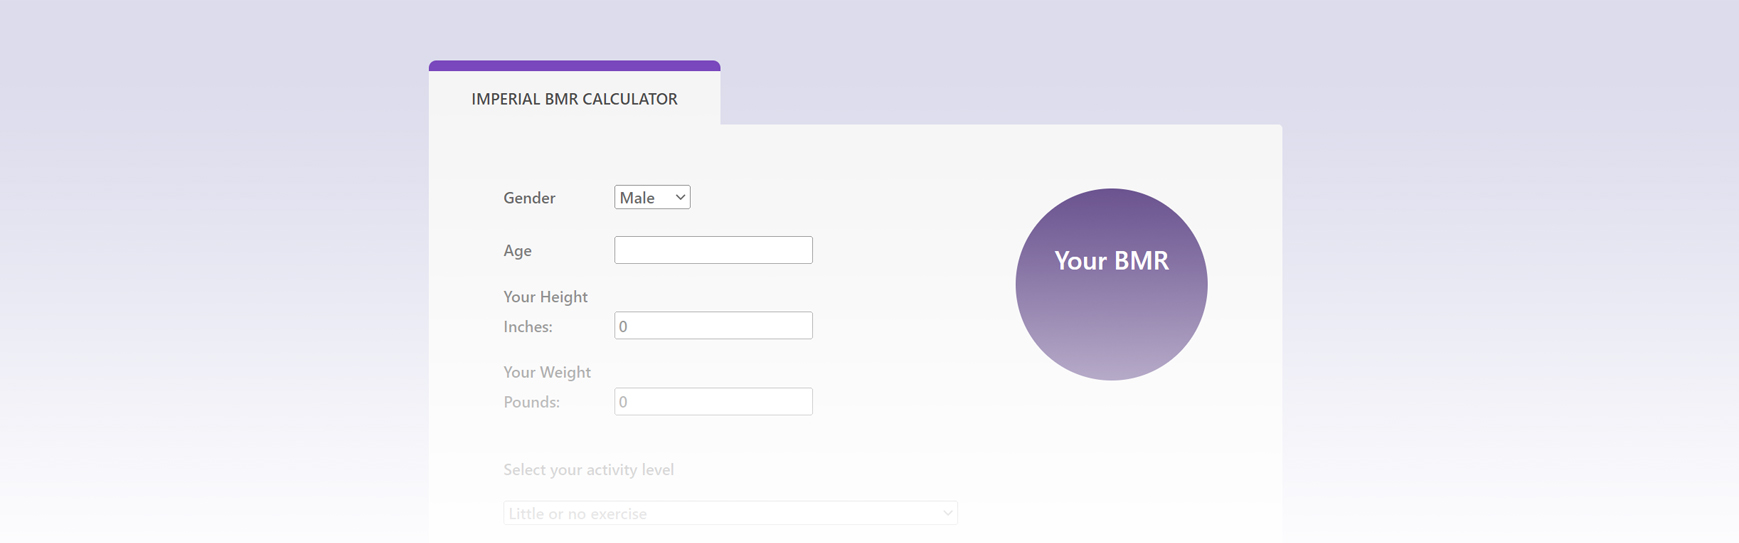 IMPERIAL BMR CALCULATOR
Gender Male
Your BMR
Age
Your Height
Inches: 0
Your Weight
Pounds: 0
Select your activity level
Little or no exercise